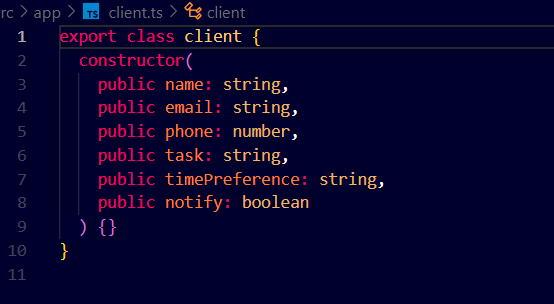 rc > app > TS client.ts > client
1 export class client {
2 constructor(
3 public name: string,
4 public email: string,
5 public phone: number,
6 public task: string,
7 public timePreference: string,
8 public notify: boolean
9 ) {}
10 }
11